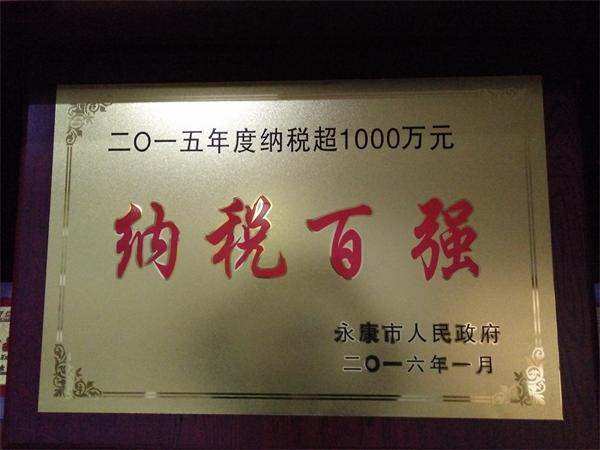 二〇一五年度纳税超1000万元
纳税百强
永康市人民政府
二〇一六年一月